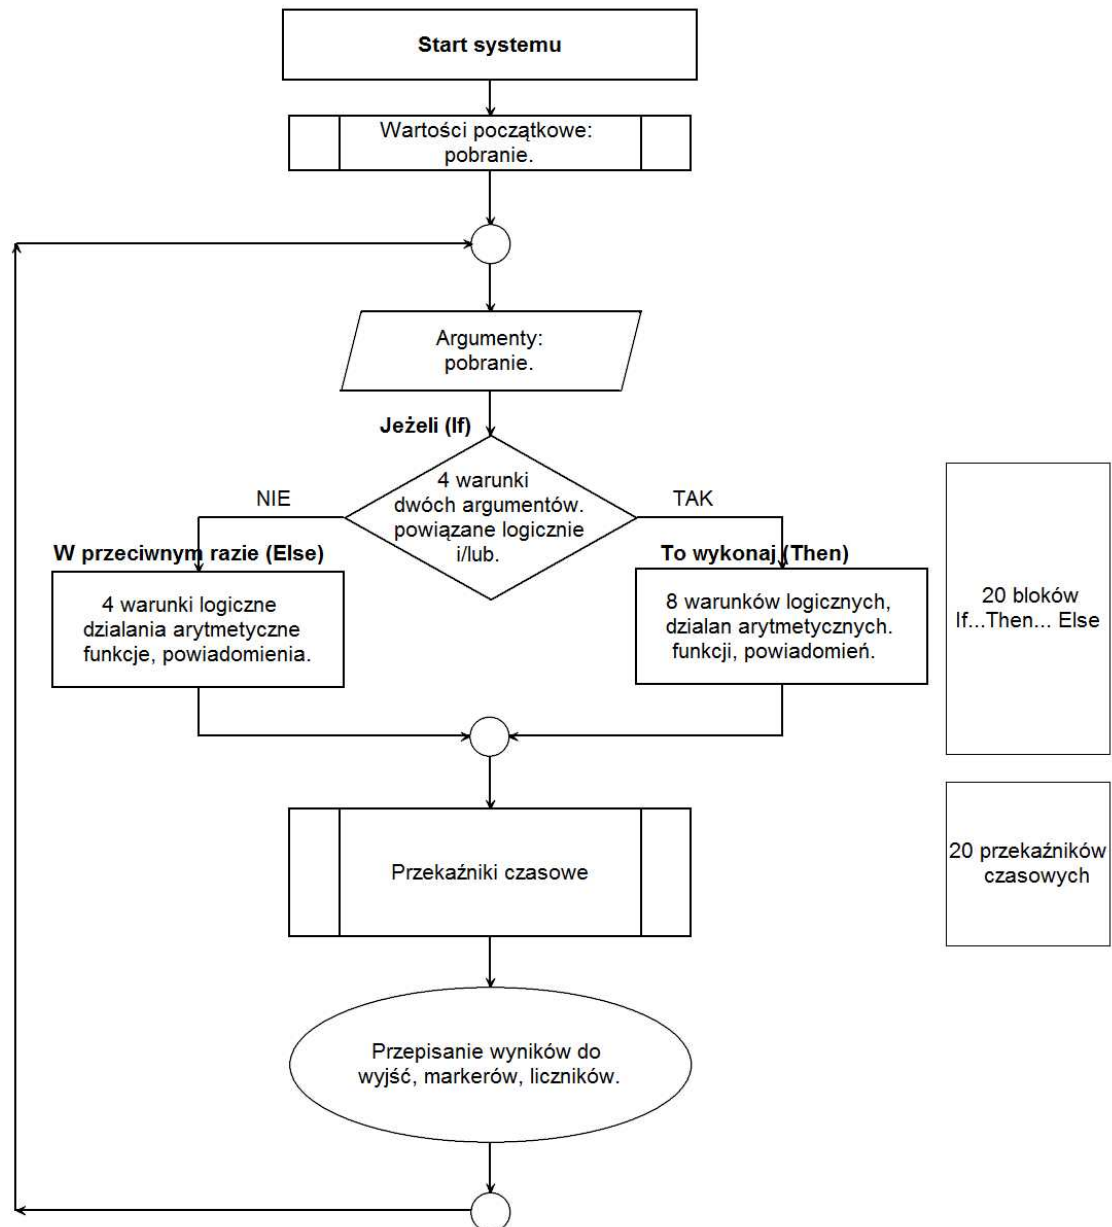 Start systemu
Wartości początkowe:
pobranie.
Argumenty:
pobranie.
Jeżeli (If)
4 warunki
dwóch argumentów.
powiązane logicznie
i/lub.
NIE
TAK
W przeciwnym razie (Else)
4 warunki logiczne
dzialania arytmetyczne
funkcje, powiadomienia.
To wykonaj (Then)
8 warunków logicznych,
dzialan arytmetycznych.
funkcji, powiadomień.
20 bloków
If...Then... Else
Przekaźniki czasowe
20 przekaźników
czasowych
Przepisanie wyników do
wyjść, markerów, liczników.